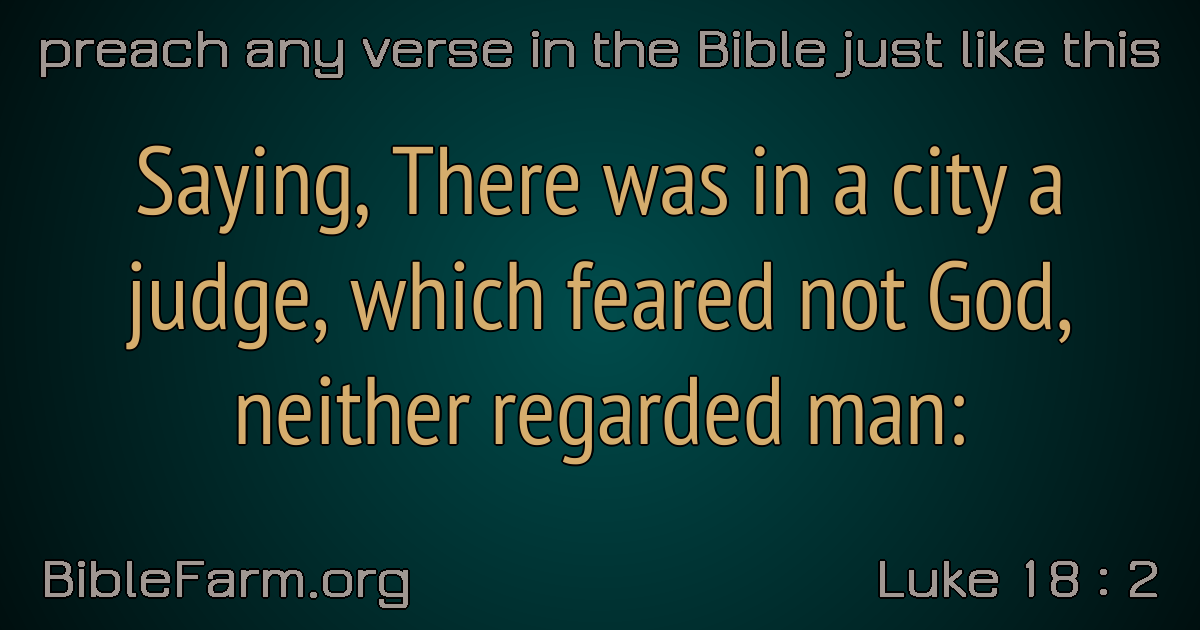 preach any verse in the Bible just like this
Saying, There was in a city a
judge, which feared not God,
neither regarded man:
BibleFarm.org
Luke 18 : 2